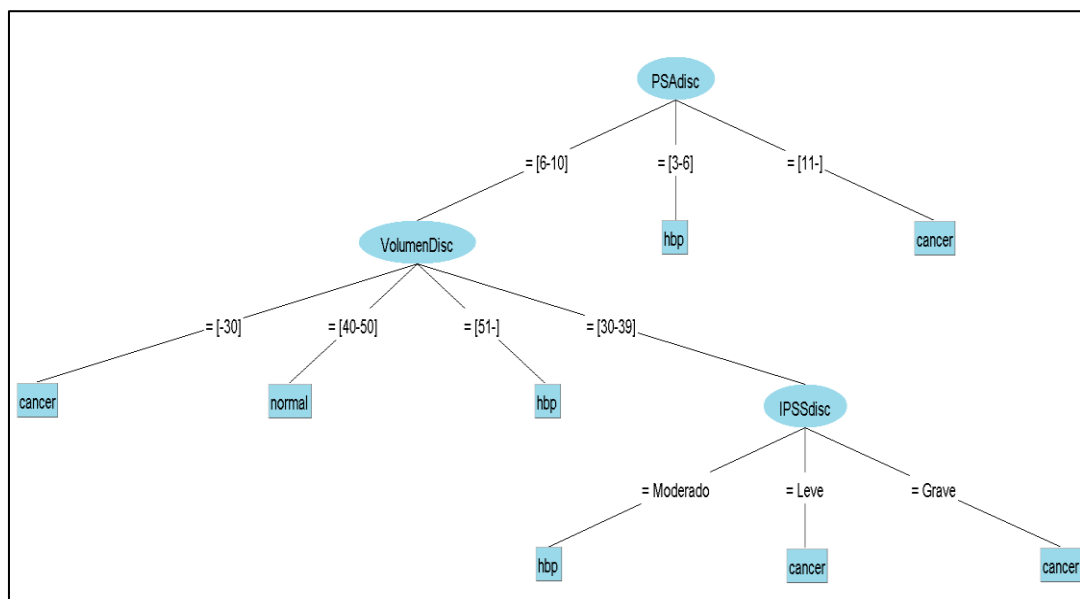 PSAdisc
= [6-10]
= [3-6]
= [11-]
VolumenDisc
hbp
cancer
= [-30]
= [40-50]
= [51-]
= [30-39]
cancer
normal
hbp
IPSSdisc
= Moderado
= Leve
= Grave
hbp
cancer
cancer